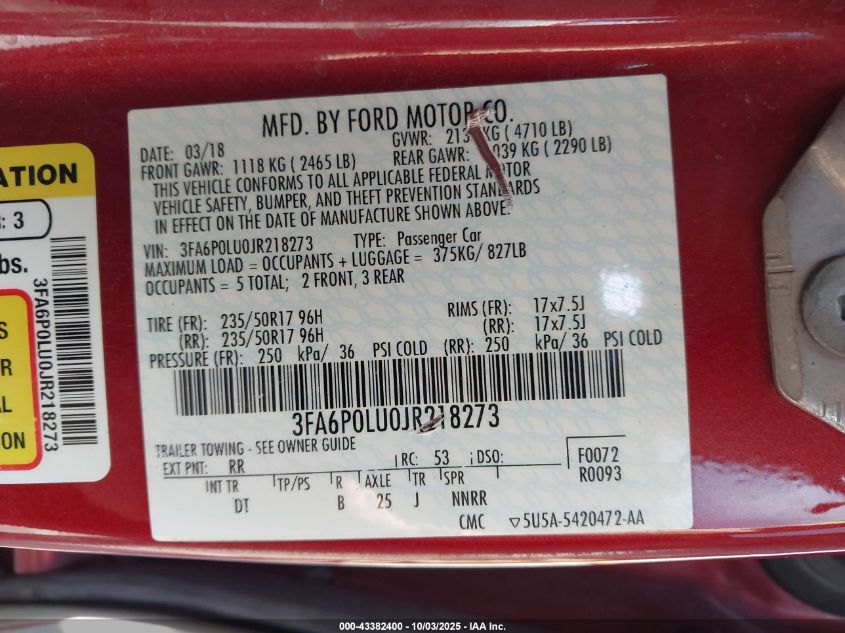 MFD. BY FORD MOTOR CO.
DATE: 03/18 GVWR: KG ( 4710 LB)
FRONT GAWR: 1118 KG ( 2465 LB) REAR GAWR: KG ( 2290 LB)
THIS VEHICLE CONFORMS TO ALL APPLICABLE FEDERAL MOTOR
VEHICLE SAFETY, BUMPER, AND THEFT PREVENTION STANDARDS
IN EFFECT ON THE DATE OF MANUFACTURE SHOWN ABOVE.
VIN: 3FA6P0LU0JR218273 TYPE: Passenger Car
MAXIMUM LOAD = OCCUPANTS + LUGGAGE = 375KG/ 827LB
OCCUPANTS = 5 TOTAL; 2 FRONT, 3 REAR
TIRE (FR): 235/50R17 96H RIMS (FR): 17x7.5J
(RR): 235/50R17 96H (RR): 17x7.5J
PRESSURE (FR): 250 kPa/ 36 PSI COLD (RR): 250 kPa/ 36 PSI COLD
3FA6P0LU0JR218273
TRAILER TOWING - SEE OWNER GUIDE
EXT PNT: RR RC: 53 DSO: F0072
R0093
INT TR TP/PS R AXLE TR SPR
DT B 25 J NNRR
CMC ▽5U5A-5420472-AA
ATION
R: 3
bs.
S
R
AL
ION
3FA6P0LU0JR218273
000-43382400 - 10/03/2025 - IAA Inc.